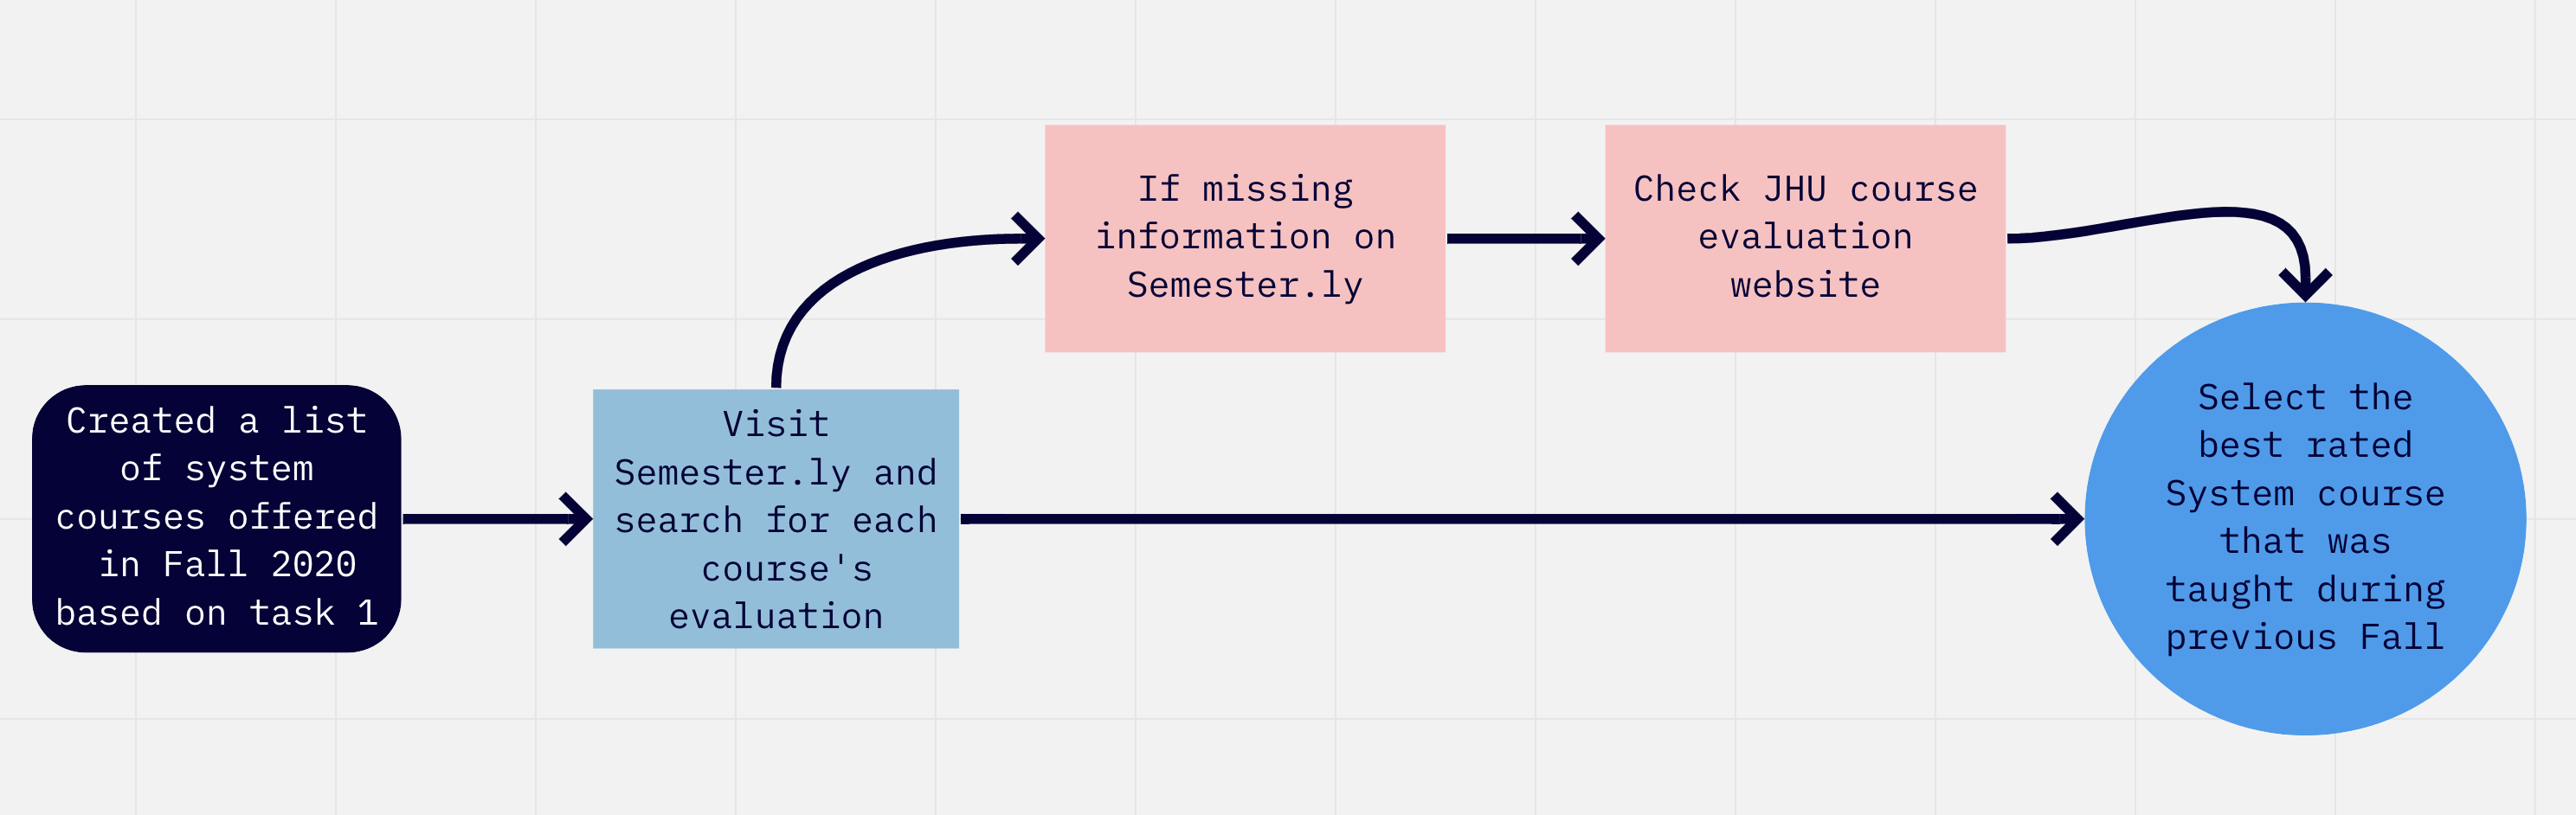 Created a list
of system
courses offered
in Fall 2020
based on task 1
Visit
Semester.ly and
search for each
course's
evaluation
If missing
information on
Semester.ly
Check JHU course
evaluation
website
Select the
best rated
System course
that was
taught during
previous Fall